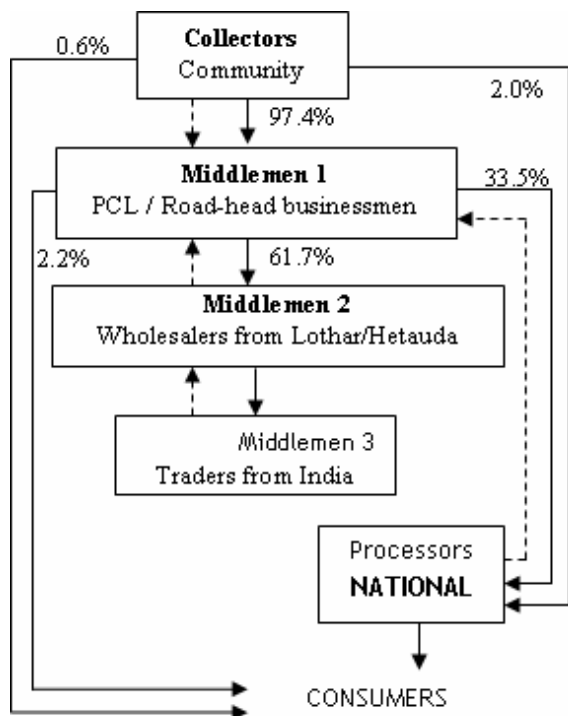 0.6%
Collectors
Community
2.0%
97.4%
Middlemen 1
PCL / Road-head businessmen
33.5%
2.2%
61.7%
Middlemen 2
Wholesalers from Lothar/Hetauda
Middlemen 3
Traders from India
Processors
NATIONAL
CONSUMERS